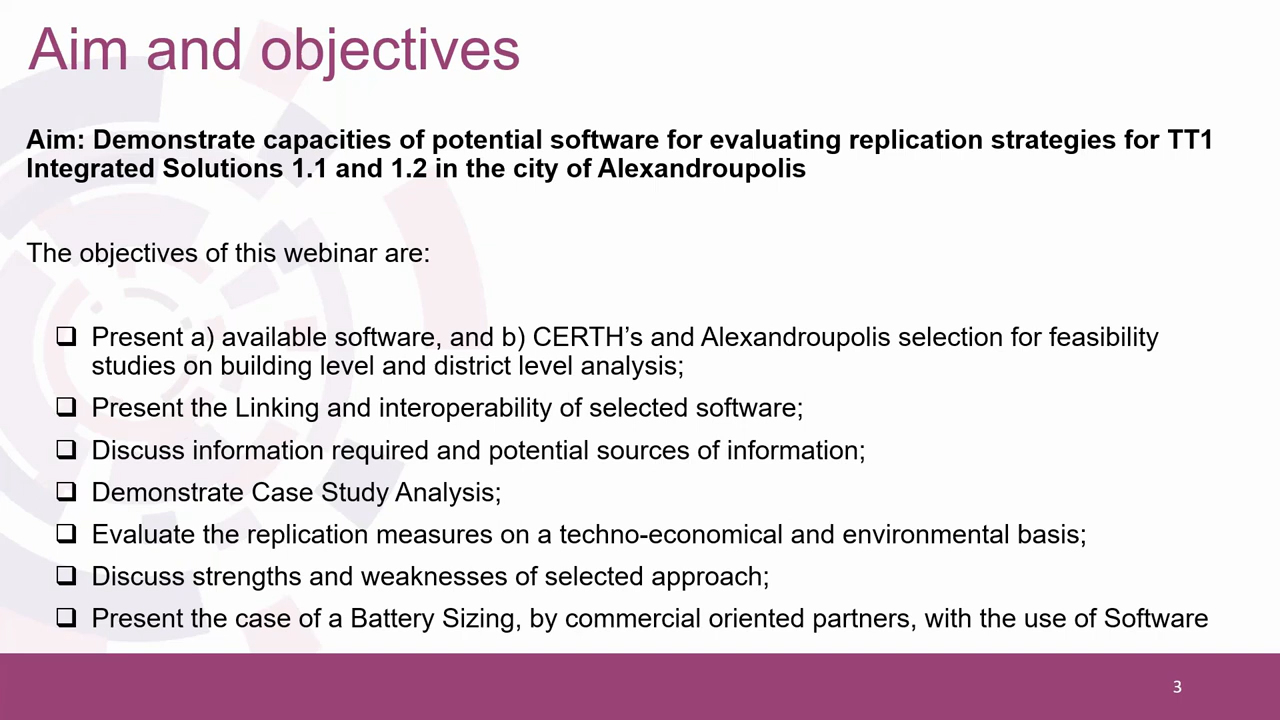 Aim and objectives
Aim: Demonstrate capacities of potential software for evaluating replication strategies for TT1
Integrated Solutions 1.1 and 1.2 in the city of Alexandroupolis
The objectives of this webinar are:
❑ Present a) available software, and b) CERTH’s and Alexandroupolis selection for feasibility
studies on building level and district level analysis;
❑ Present the Linking and interoperability of selected software;
❑ Discuss information required and potential sources of information;
❑ Demonstrate Case Study Analysis;
❑ Evaluate the replication measures on a techno-economical and environmental basis;
❑ Discuss strengths and weaknesses of selected approach;
❑ Present the case of a Battery Sizing, by commercial oriented partners, with the use of Software
3